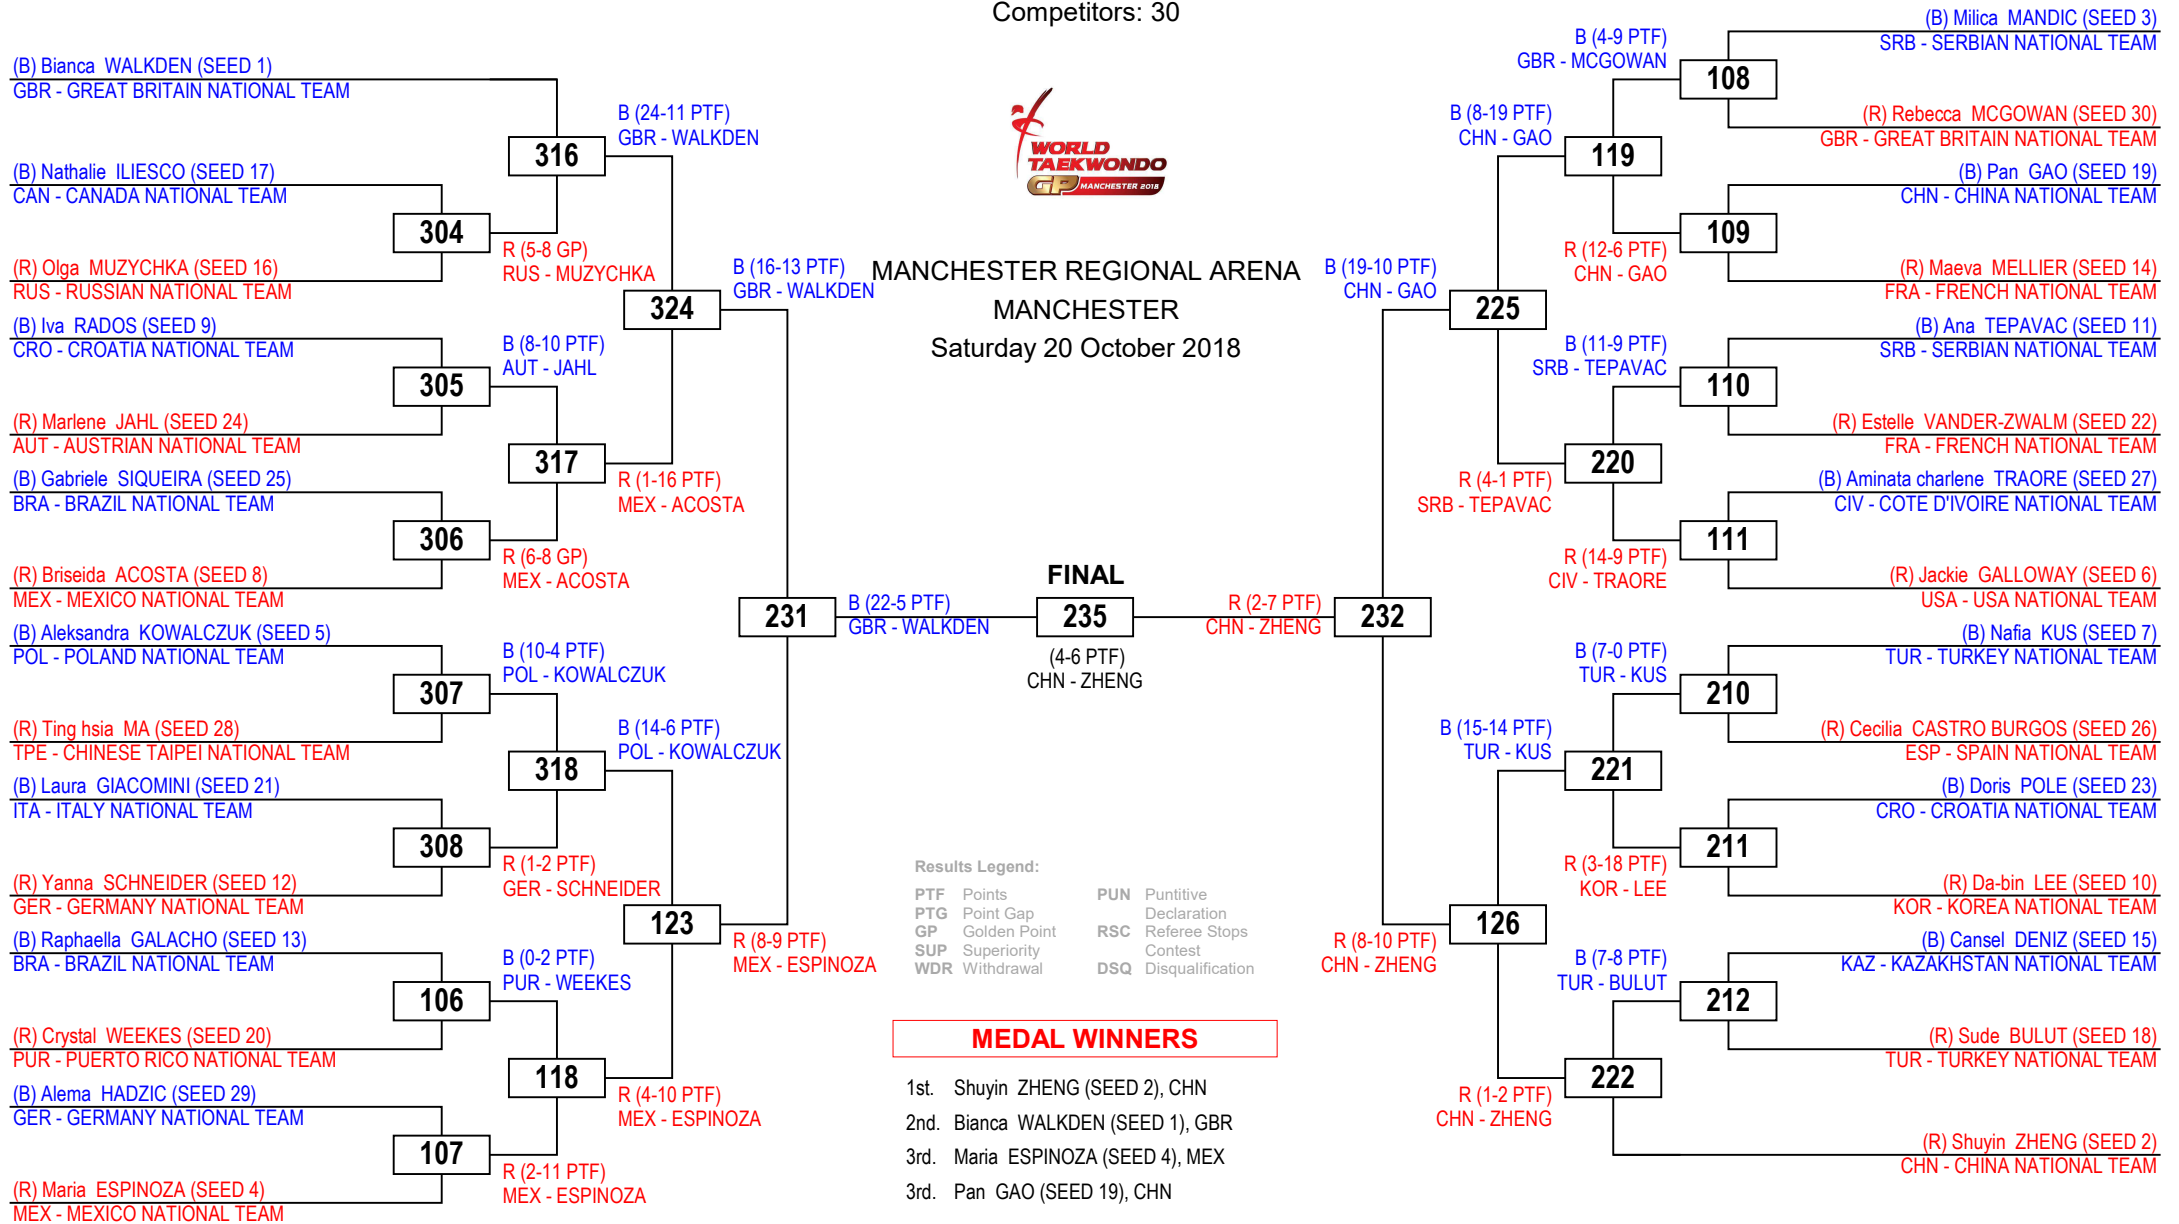 Competitors: 30
(B) Bianca WALKDEN (SEED 1)
GBR - GREAT BRITAIN NATIONAL TEAM
(B) Nathalie ILIESCO (SEED 17)
CAN - CANADA NATIONAL TEAM
(R) Olga MUZYCHKA (SEED 16)
RUS - RUSSIAN NATIONAL TEAM
(B) Iva RADOS (SEED 9)
CRO - CROATIA NATIONAL TEAM
(R) Marlene JAHL (SEED 24)
AUT - AUSTRIAN NATIONAL TEAM
(B) Gabriele SIQUEIRA (SEED 25)
BRA - BRAZIL NATIONAL TEAM
(R) Briseida ACOSTA (SEED 8)
MEX - MEXICO NATIONAL TEAM
(B) Aleksandra KOWALCZUK (SEED 5)
POL - POLAND NATIONAL TEAM
(R) Ting hsia MA (SEED 28)
TPE - CHINESE TAIPEI NATIONAL TEAM
(B) Laura GIACOMINI (SEED 21)
ITA - ITALY NATIONAL TEAM
(R) Yanna SCHNEIDER (SEED 12)
GER - GERMANY NATIONAL TEAM
(B) Raphaella GALACHO (SEED 13)
BRA - BRAZIL NATIONAL TEAM
(R) Crystal WEEKES (SEED 20)
PUR - PUERTO RICO NATIONAL TEAM
(B) Alema HADZIC (SEED 29)
GER - GERMANY NATIONAL TEAM
(R) Maria ESPINOZA (SEED 4)
MEX - MEXICO NATIONAL TEAM
304
305
306
307
308
106
107
316
R (5-8 GP)
RUS - MUZYCHKA
B (8-10 PTF)
AUT - JAHL
317
R (6-8 GP)
MEX - ACOSTA
B (10-4 PTF)
POL - KOWALCZUK
318
R (1-2 PTF)
GER - SCHNEIDER
B (0-2 PTF)
PUR - WEEKES
118
R (2-11 PTF)
MEX - ESPINOZA
B (24-11 PTF)
GBR - WALKDEN
324
R (1-16 PTF)
MEX - ACOSTA
B (14-6 PTF)
POL - KOWALCZUK
123
R (4-10 PTF)
MEX - ESPINOZA
B (16-13 PTF)
GBR - WALKDEN
231
R (8-9 PTF)
MEX - ESPINOZA
B (22-5 PTF)
GBR - WALKDEN
WORLD
TAEKWONDO
GP MANCHESTER 2018
MANCHESTER REGIONAL ARENA
MANCHESTER
Saturday 20 October 2018
FINAL
235
(4-6 PTF)
CHN - ZHENG
Results Legend:
PTF Points
PTG Point Gap
GP Golden Point
SUP Superiority
WDR Withdrawal
PUN Puntitive
Declaration
RSC Referee Stops
Contest
DSQ Disqualification
MEDAL WINNERS
1st. Shuyin ZHENG (SEED 2), CHN
2nd. Bianca WALKDEN (SEED 1), GBR
3rd. Maria ESPINOZA (SEED 4), MEX
3rd. Pan GAO (SEED 19), CHN
R (2-7 PTF)
CHN - ZHENG
232
B (19-10 PTF)
CHN - GAO
R (8-10 PTF)
CHN - ZHENG
B (8-19 PTF)
CHN - GAO
225
R (4-1 PTF)
SRB - TEPAVAC
B (15-14 PTF)
TUR - KUS
126
R (1-2 PTF)
CHN - ZHENG
B (4-9 PTF)
GBR - MCGOWAN
119
R (12-6 PTF)
CHN - GAO
B (11-9 PTF)
SRB - TEPAVAC
220
R (14-9 PTF)
CIV - TRAORE
B (7-0 PTF)
TUR - KUS
221
R (3-18 PTF)
KOR - LEE
B (7-8 PTF)
TUR - BULUT
222
108
109
110
111
210
211
212
(B) Milica MANDIC (SEED 3)
SRB - SERBIAN NATIONAL TEAM
(R) Rebecca MCGOWAN (SEED 30)
GBR - GREAT BRITAIN NATIONAL TEAM
(B) Pan GAO (SEED 19)
CHN - CHINA NATIONAL TEAM
(R) Maeva MELLIER (SEED 14)
FRA - FRENCH NATIONAL TEAM
(B) Ana TEPAVAC (SEED 11)
SRB - SERBIAN NATIONAL TEAM
(R) Estelle VANDER-ZWALM (SEED 22)
FRA - FRENCH NATIONAL TEAM
(B) Aminata charlene TRAORE (SEED 27)
CIV - COTE D'IVOIRE NATIONAL TEAM
(R) Jackie GALLOWAY (SEED 6)
USA - USA NATIONAL TEAM
(B) Nafia KUS (SEED 7)
TUR - TURKEY NATIONAL TEAM
(R) Cecilia CASTRO BURGOS (SEED 26)
ESP - SPAIN NATIONAL TEAM
(B) Doris POLE (SEED 23)
CRO - CROATIA NATIONAL TEAM
(R) Da-bin LEE (SEED 10)
KOR - KOREA NATIONAL TEAM
(B) Cansel DENIZ (SEED 15)
KAZ - KAZAKHSTAN NATIONAL TEAM
(R) Sude BULUT (SEED 18)
TUR - TURKEY NATIONAL TEAM
(R) Shuyin ZHENG (SEED 2)
CHN - CHINA NATIONAL TEAM